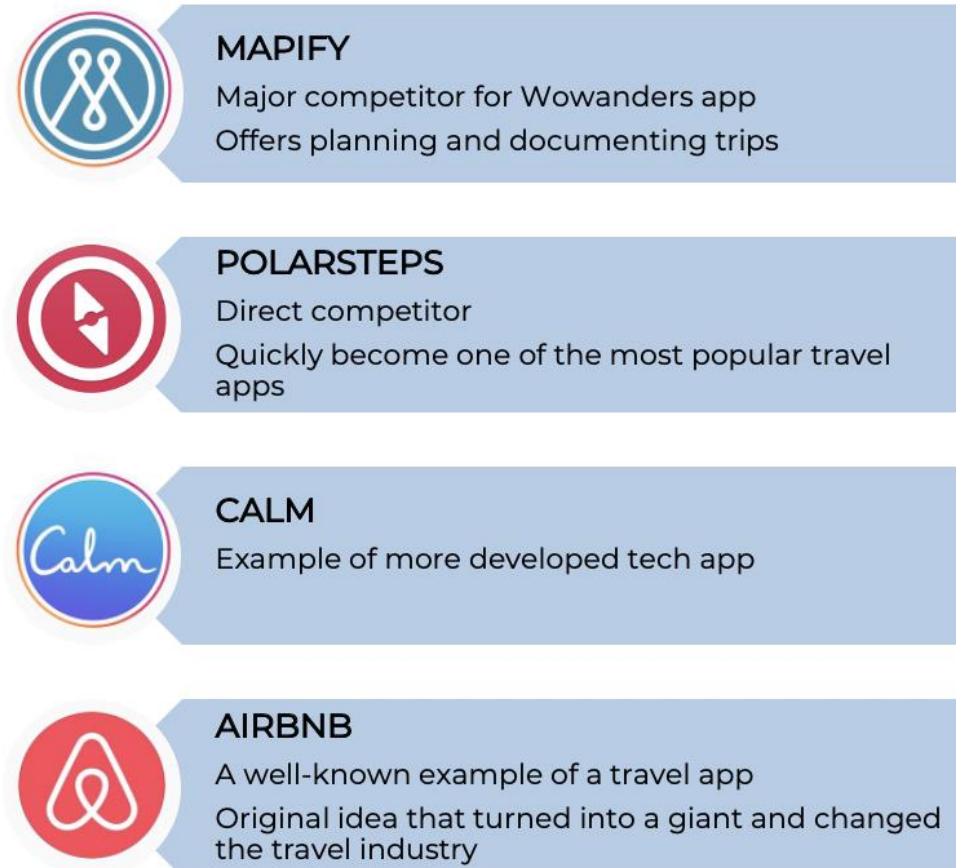 MAPIFY
Major competitor for Wowanders app
Offers planning and documenting trips
POLARSTEPS
Direct competitor
Quickly become one of the most popular travel
apps
Calm
CALM
Example of more developed tech app
AIRBNB
A well-known example of a travel app
Original idea that turned into a giant and changed
the travel industry